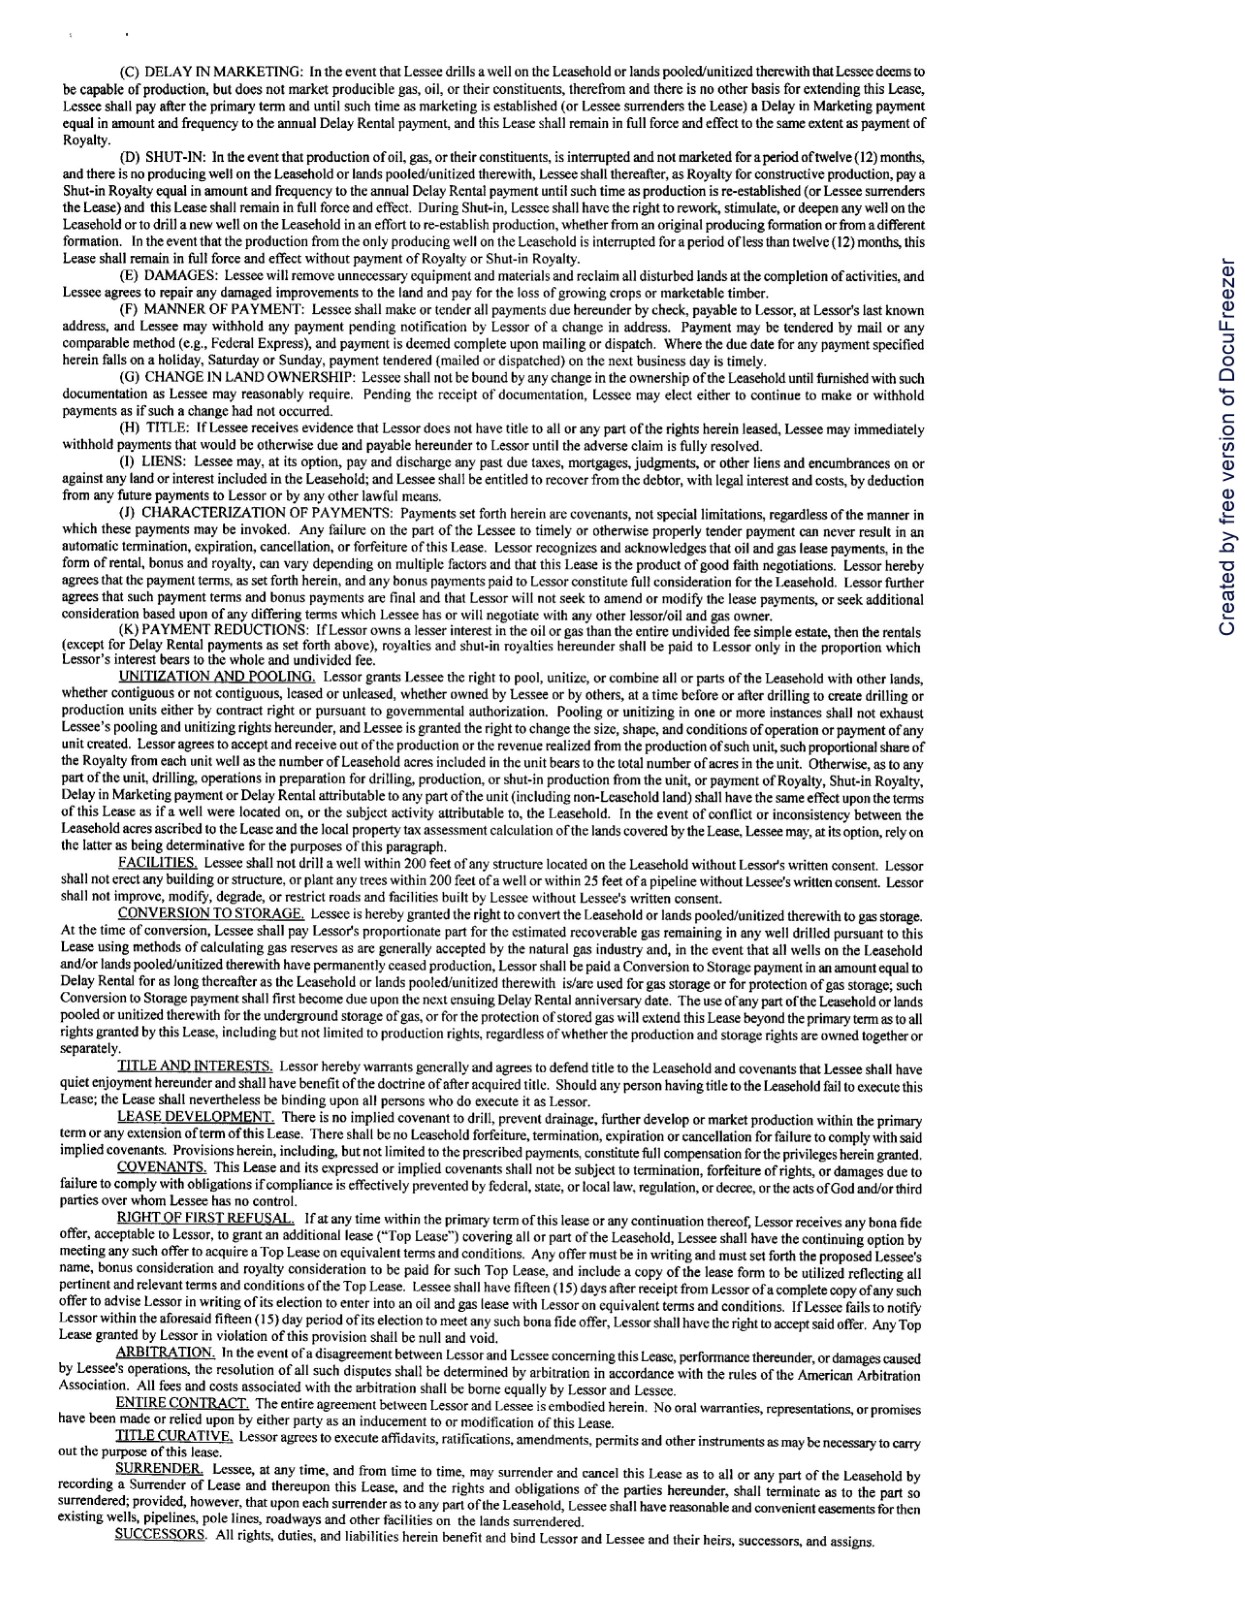 (C) DELAY IN MARKETING: In the event that Lessee drills a well on the Leasehold or lands pooled/unitized therewith that Lessee deems to
be capable of production, but does not market producible gas, oil, or their constituents, therefrom and there is no other basis for extending this Lease,
Lessee shall pay after the primary term and until such time as marketing is established (or Lessee surrenders the Lease) a Delay in Marketing payment
equal in amount and frequency to the annual Delay Rental payment, and this Lease shall remain in full force and effect to the same extent as payment of
Royalty.
(D) SHUT-IN: In the event that production of oil, gas, or their constituents, is interrupted and not marketed for a period of twelve (12) months,
and there is no producing well on the Leasehold or lands pooled/unitized therewith, Lessee shall thereafter, as Royalty for constructive production, pay a
Shut-in Royalty equal in amount and frequency to the annual Delay Rental payment until such time as production is re-established (or Lessee surrenders
the Lease) and this Lease shall remain in full force and effect. During Shut-in, Lessee shall have the right to rework, stimulate, or deepen any well on the
Leasehold or to drill a new well on the Leasehold in an effort to re-establish production, whether from an original producing formation or from a different
formation. In the event that the production from the only producing well on the Leasehold is interrupted for a period of less than twelve (12) months, this
Lease shall remain in full force and effect without payment of Royalty or Shut-in Royalty.
(E) DAMAGES: Lessee will remove unnecessary equipment and materials and reclaim all disturbed lands at the completion of activities, and
Lessee agrees to repair any damaged improvements to the land and pay for the loss of growing crops or marketable timber.
(F) MANNER OF PAYMENT: Lessee shall make or tender all payments due hereunder by check, payable to Lessor, at Lessor's last known
address, and Lessee may withhold any payment pending notification by Lessor of a change in address. Payment may be tendered by mail or any
comparable method (e.g., Federal Express), and payment is deemed complete upon mailing or dispatch. Where the due date for any payment specified
herein falls on a holiday, Saturday or Sunday, payment tendered (mailed or dispatched) on the next business day is timely.
(G) CHANGE IN LAND OWNERSHIP: Lessee shall not be bound by any change in the ownership of the Leasehold until furnished with such
documentation as Lessee may reasonably require. Pending the receipt of documentation, Lessee may elect either to continue to make or withhold
payments as if such a change had not occurred.
(H) TITLE: If Lessee receives evidence that Lessor does not have title to all or any part of the rights herein leased, Lessee may immediately
withhold payments that would be otherwise due and payable hereunder to Lessor until the adverse claim is fully resolved.
(I) LIENS: Lessee may, at its option, pay and discharge any past due taxes, mortgages, judgments, or other liens and encumbrances on or
against any land or interest included in the Leasehold; and Lessee shall be entitled to recover from the debtor, with legal interest and costs, by deduction
from any future payments to Lessor or by any other lawful means.
(J) CHARACTERIZATION OF PAYMENTS: Payments set forth herein are covenants, not special limitations, regardless of the manner in
which these payments may be invoked. Any failure on the part of the Lessee to timely or otherwise properly tender payment can never result in an
automatic termination, expiration, cancellation, or forfeiture of this Lease. Lessor recognizes and acknowledges that oil and gas lease payments, in the
form of rental, bonus and royalty, can vary depending on multiple factors and that this Lease is the product of good faith negotiations. Lessor hereby
agrees that the payment terms, as set forth herein, and any bonus payments paid to Lessor constitute full consideration for the Leasehold. Lessor further
agrees that such payment terms and bonus payments are final and that Lessor will not seek to amend or modify the lease payments, or seek additional
consideration based upon of any differing terms which Lessee has or will negotiate with any other lessor/oil and gas owner.
(K) PAYMENT REDUCTIONS: If Lessor owns a lesser interest in the oil or gas than the entire undivided fee simple estate, then the rentals
(except for Delay Rental payments as set forth above), royalties and shut-in royalties hereunder shall be paid to Lessor only in the proportion which
Lessor's interest bears to the whole and undivided fee.
UNITIZATION AND POOLING. Lessor grants Lessee the right to pool, unitize, or combine all or parts of the Leasehold with other lands,
whether contiguous or not contiguous, leased or unleased, whether owned by Lessee or by others, at a time before or after drilling to create drilling or
production units either by contract right or pursuant to governmental authorization. Pooling or unitizing in one or more instances shall not exhaust
Lessee's pooling and unitizing rights hereunder, and Lessee is granted the right to change the size, shape, and conditions of operation or payment of any
unit created. Lessor agrees to accept and receive out of the production or the revenue realized from the production of such unit, such proportional share of
the Royalty from each unit well as the number of Leasehold acres included in the unit bears to the total number of acres in the unit. Otherwise, as to any
part of the unit, drilling, operations in preparation for drilling, production, or shut-in production from the unit, or payment of Royalty, Shut-in Royalty,
Delay in Marketing payment or Delay Rental attributable to any part of the unit (including non-Leasehold land) shall have the same effect upon the terms
of this Lease as if a well were located on, or the subject activity attributable to, the Leasehold. In the event of conflict or inconsistency between the
Leasehold acres ascribed to the Lease and the local property tax assessment calculation of the lands covered by the Lease, Lessee may, at its option, rely on
the latter as being determinative for the purposes of this paragraph.
FACILITIES. Lessee shall not drill a well within 200 feet of any structure located on the Leasehold without Lessor's written consent. Lessor
shall not erect any building or structure, or plant any trees within 200 feet of a well or within 25 feet of a pipeline without Lessee's written consent. Lessor
shall not improve, modify, degrade, or restrict roads and facilities built by Lessee without Lessee's written consent.
CONVERSION TO STORAGE. Lessee is hereby granted the right to convert the Leasehold or lands pooled/unitized therewith to gas storage.
At the time of conversion, Lessee shall pay Lessor's proportionate part for the estimated recoverable gas remaining in any well drilled pursuant to this
Lease using methods of calculating gas reserves as are generally accepted by the natural gas industry and, in the event that all wells on the Leasehold
and/or lands pooled/unitized therewith have permanently ceased production, Lessor shall be paid a Conversion to Storage payment in an amount equal to
Delay Rental for as long thereafter as the Leasehold or lands pooled/unitized therewith is/are used for gas storage or for protection of gas storage; such
Conversion to Storage payment shall first become due upon the next ensuing Delay Rental anniversary date. The use of any part of the Leasehold or lands
pooled or unitized therewith for the underground storage of gas, or for the protection of stored gas will extend this Lease beyond the primary term as to all
rights granted by this Lease, including but not limited to production rights, regardless of whether the production and storage rights are owned together or
separately.
TITLE AND INTERESTS. Lessor hereby warrants generally and agrees to defend title to the Leasehold and covenants that Lessee shall have
quiet enjoyment hereunder and shall have benefit of the doctrine of after acquired title. Should any person having title to the Leasehold fail to execute this
Lease; the Lease shall nevertheless be binding upon all persons who do execute it as Lessor.
LEASE DEVELOPMENT. There is no implied covenant to drill, prevent drainage, further develop or market production within the primary
term or any extension of term of this Lease. There shall be no Leasehold forfeiture, termination, expiration or cancellation for failure to comply with said
implied covenants. Provisions herein, including, but not limited to the prescribed payments, constitute full compensation for the privileges herein granted.
COVENANTS. This Lease and its expressed or implied covenants shall not be subject to termination, forfeiture of rights, or damages due to
failure to comply with obligations if compliance is effectively prevented by federal, state, or local law, regulation, or decree, or the acts of God and/or third
parties over whom Lessee has no control.
RIGHT OF FIRST REFUSAL. If at any time within the primary term of this lease or any continuation thereof, Lessor receives any bona fide
offer, acceptable to Lessor, to grant an additional lease ("Top Lease") covering all or part of the Leasehold, Lessee shall have the continuing option by
meeting any such offer to acquire a Top Lease on equivalent terms and conditions. Any offer must be in writing and must set forth the proposed Lessee's
name, bonus consideration and royalty consideration to be paid for such Top Lease, and include a copy of the lease form to be utilized reflecting all
pertinent and relevant terms and conditions of the Top Lease. Lessee shall have fifteen (15) days after receipt from Lessor of a complete copy of any such
offer to advise Lessor in writing of its election to enter into an oil and gas lease with Lessor on equivalent terms and conditions. If Lessee fails to notify
Lessor within the aforesaid fifteen (15) day period of its election to meet any such bona fide offer, Lessor shall have the right to accept said offer. Any Top
Lease granted by Lessor in violation of this provision shall be null and void.
ARBITRATION. In the event of a disagreement between Lessor and Lessee concerning this Lease, performance thereunder, or damages caused
by Lessee's operations, the resolution of all such disputes shall be determined by arbitration in accordance with the rules of the American Arbitration
Association. All fees and costs associated with the arbitration shall be borne equally by Lessor and Lessee.
ENTIRE CONTRACT. The entire agreement between Lessor and Lessee is embodied herein. No oral warranties, representations, or promises
have been made or relied upon by either party as an inducement to or modification of this Lease.
TITLE CURATIVE. Lessor agrees to execute affidavits, ratifications, amendments, permits and other instruments as may be necessary to carry
out the purpose of this lease.
SURRENDER. Lessee, at any time, and from time to time, may surrender and cancel this Lease as to all or any part of the Leasehold by
recording a Surrender of Lease and thereupon this Lease, and the rights and obligations of the parties hereunder, shall terminate as to the part so
surrendered; provided, however, that upon each surrender as to any part of the Leasehold, Lessee shall have reasonable and convenient easements for then
existing wells, pipelines, pole lines, roadways and other facilities on the lands surrendered.
SUCCESSORS. All rights, duties, and liabilities herein benefit and bind Lessor and Lessee and their heirs, successors, and assigns.
Created by free version of DocuFreezer